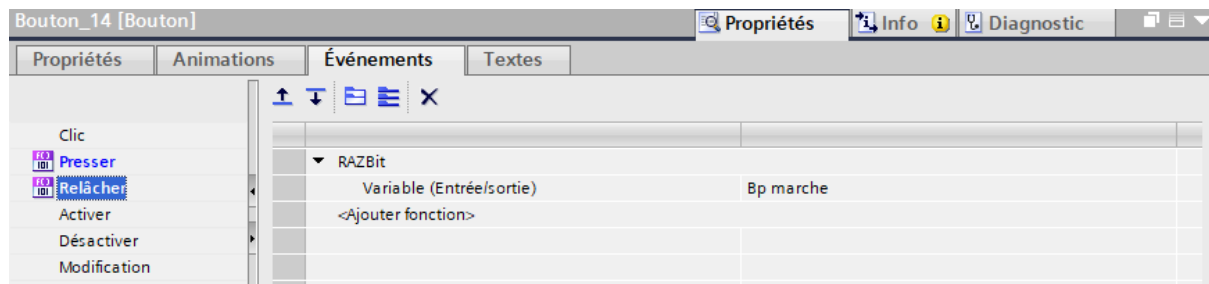 Bouton_14 [Bouton] Propriétés Info Diagnostic
Propriétés Animations Événements Textes
Clic
Presser RAZBit
Relâcher Variable (Entrée/sortie) Bp marche
Activer <Ajouter fonction>
Désactiver
Modification